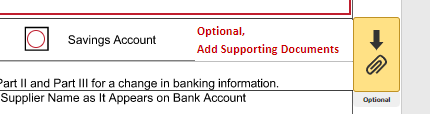 Optional,
Savings Account
Add Supporting Documents
Optional
Part II and Part III for a change in banking information.
Supplier Name as It Appears on Bank Account